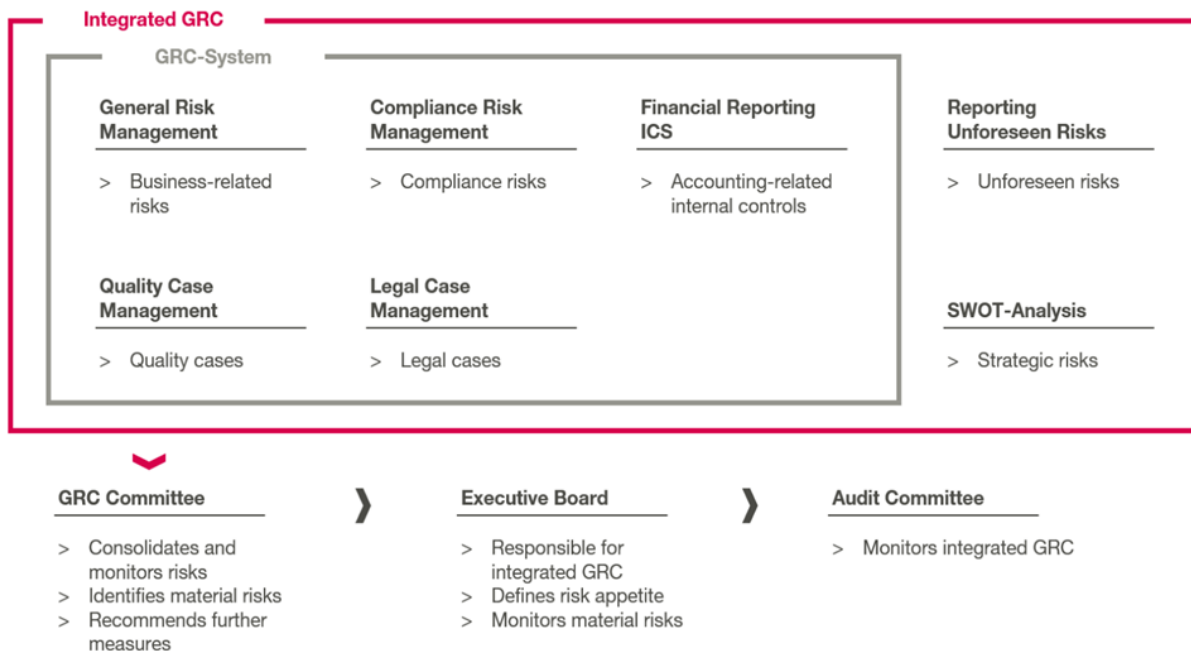 Integrated GRC
GRC-System
General Risk
Management
> Business-related
risks
Compliance Risk
Management
> Compliance risks
Financial Reporting
ICS
> Accounting-related
internal controls
Reporting
Unforeseen Risks
> Unforeseen risks
Quality Case
Management
> Quality cases
Legal Case
Management
> Legal cases
SWOT-Analysis
> Strategic risks
GRC Committee
> Consolidates and
monitors risks
> Identifies material risks
> Recommends further
measures
Executive Board
> Responsible for
integrated GRC
> Defines risk appetite
> Monitors material risks
Audit Committee
> Monitors integrated GRC